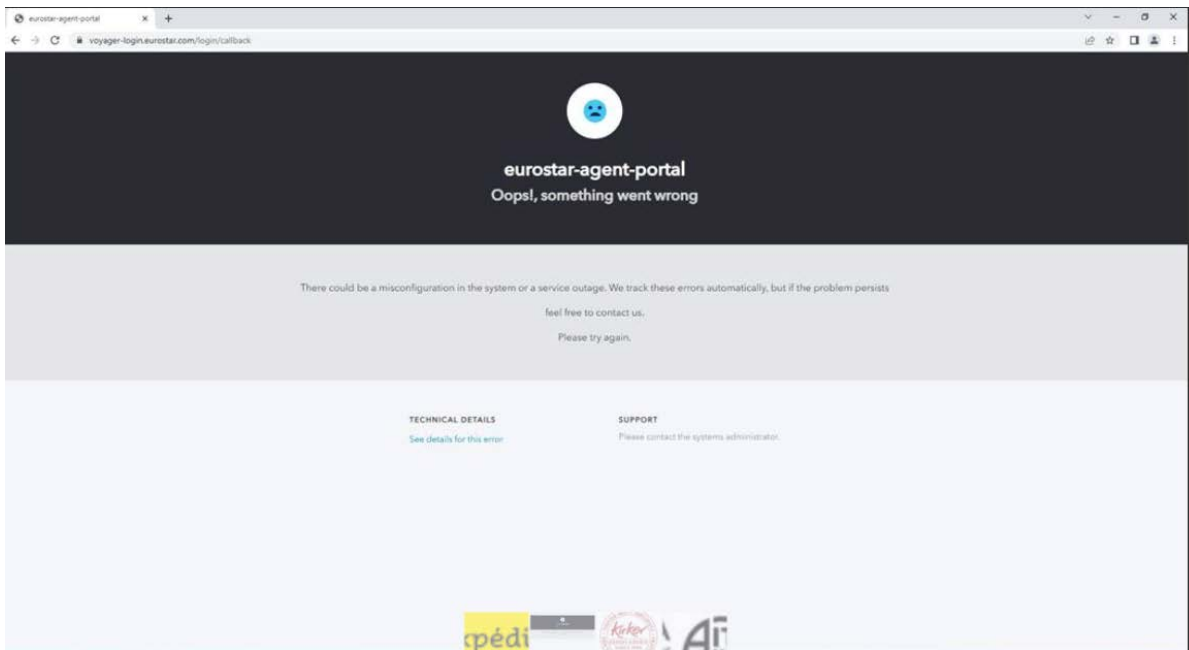 eurostar-agent-portal
voyager-login.eurostar.com/login/callback
eurostar-agent-portal
Oops!, something went wrong
There could be a misconfiguration in the system or a service outage. We track these errors automatically, but if the problem persists
feel free to contact us.
Please try again.
TECHNICAL DETAILS
SUPPORT
See details for this error
Please contact the systems administrator.
xpédi
Kirker
Ai